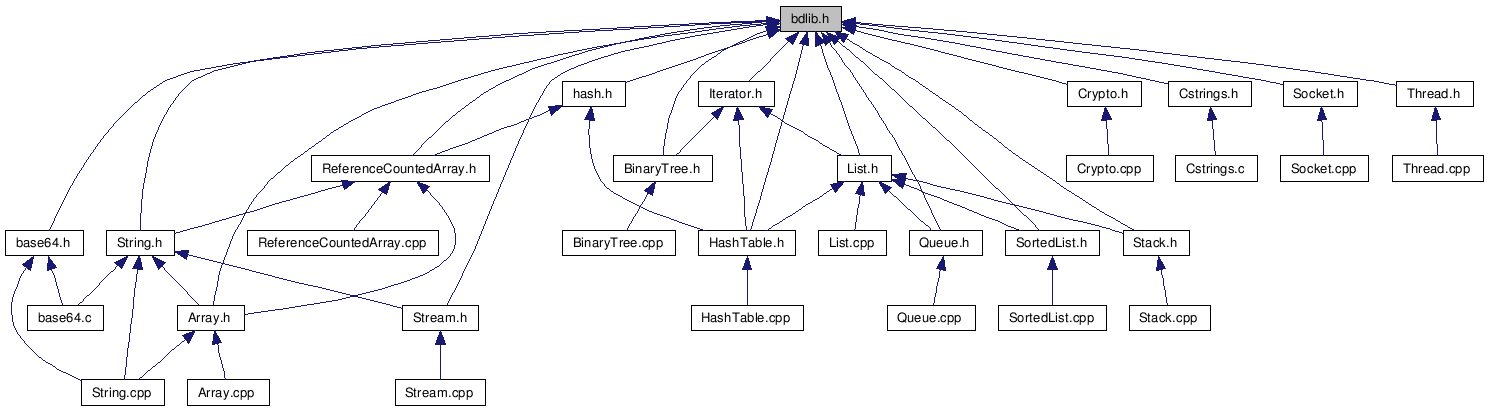 bdlib.h
hash.h
Iterator.h
Crypto.h
Cstrings.h
Socket.h
Thread.h
ReferenceCountedArray.h
BinaryTree.h
List.h
Crypto.cpp
Cstrings.c
Socket.cpp
Thread.cpp
base64.h
String.h
ReferenceCountedArray.cpp
BinaryTree.cpp
HashTable.h
List.cpp
Queue.h
SortedList.h
Stack.h
base64.c
Array.h
Stream.h
HashTable.cpp
Queue.cpp
SortedList.cpp
Stack.cpp
String.cpp
Array.cpp
Stream.cpp